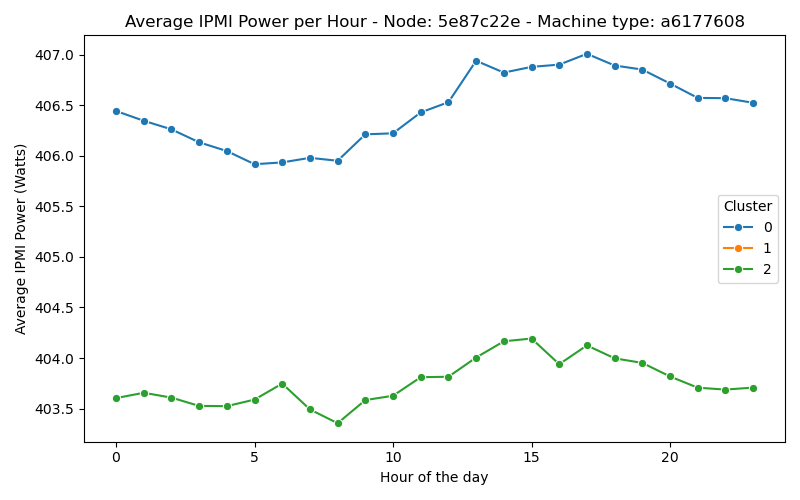 Average IPMI Power per Hour - Node: 5e87c22e - Machine type: a6177608
407.0
406.5
406.0
405.5
405.0
404.5
404.0
403.5
Average IPMI Power (Watts)
Cluster
0
1
2
0 5 10 15 20
Hour of the day